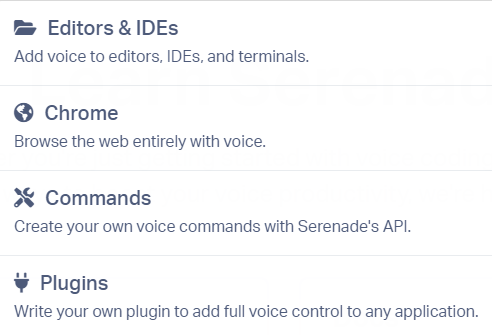 Editors & IDEs
Add voice to editors, IDEs, and terminals.
Chrome
Browse the web entirely with voice.
Commands
Create your own voice commands with Serenade's API.
Plugins
Write your own plugin to add full voice control to any application.